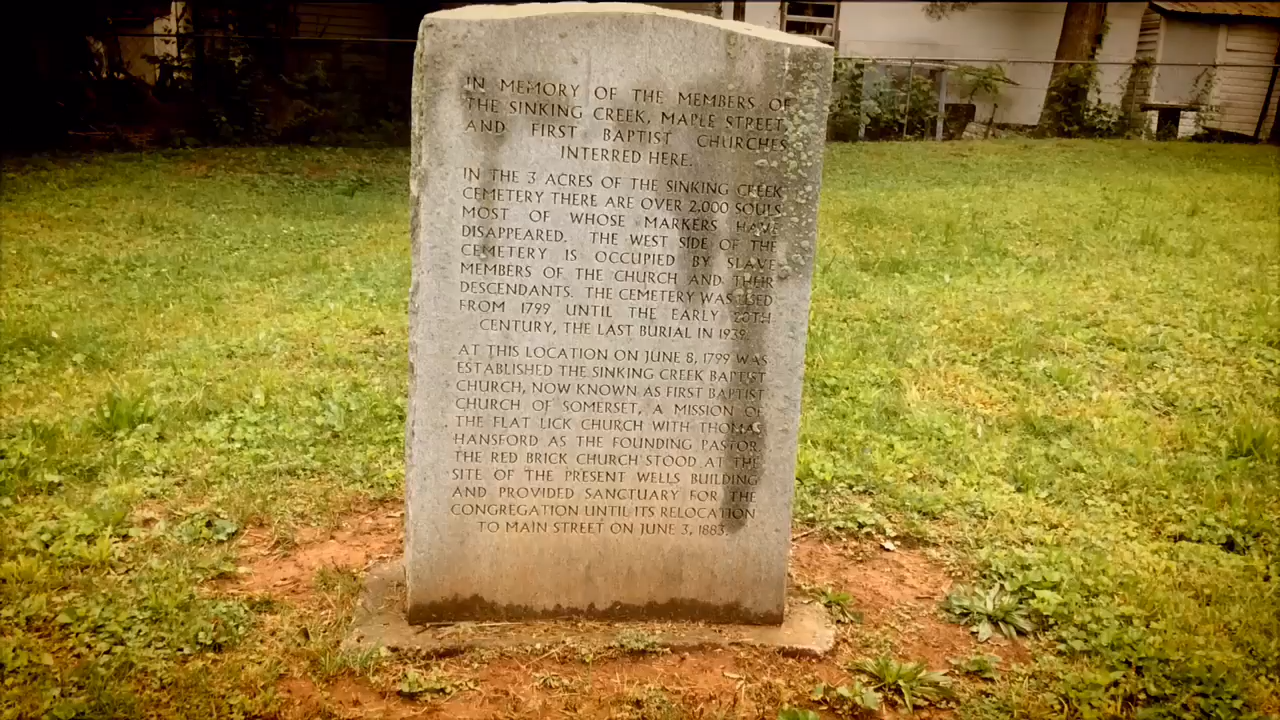 IN MEMORY OF THE MEMBERS OF
THE SINKING CREEK, MAPLE STREET
AND FIRST BAPTIST CHURCHES
INTERRED HERE.
IN THE 3 ACRES OF THE SINKING CREEK
CEMETERY THERE ARE OVER 2,000 SOULS
MOST OF WHOSE MARKERS HAVE
DISAPPEARED. THE WEST SIDE OF THE
CEMETERY IS OCCUPIED BY SLAVE
MEMBERS OF THE CHURCH AND THEIR
DESCENDANTS. THE CEMETERY WAS USED
FROM 1799 UNTIL THE EARLY 20TH
CENTURY, THE LAST BURIAL IN 1939.
AT THIS LOCATION ON JUNE 8, 1799 WAS
ESTABLISHED THE SINKING CREEK BAPTIST
CHURCH, NOW KNOWN AS FIRST BAPTIST
CHURCH OF SOMERSET, A MISSION OF
THE FLAT LICK CHURCH WITH THOMAS
HANSFORD AS THE FOUNDING PASTOR.
THE RED BRICK CHURCH STOOD AT THE
SITE OF THE PRESENT WELLS BUILDING
AND PROVIDED SANCTUARY FOR THE
CONGREGATION UNTIL ITS RELOCATION
TO MAIN STREET ON JUNE 3, 1883.